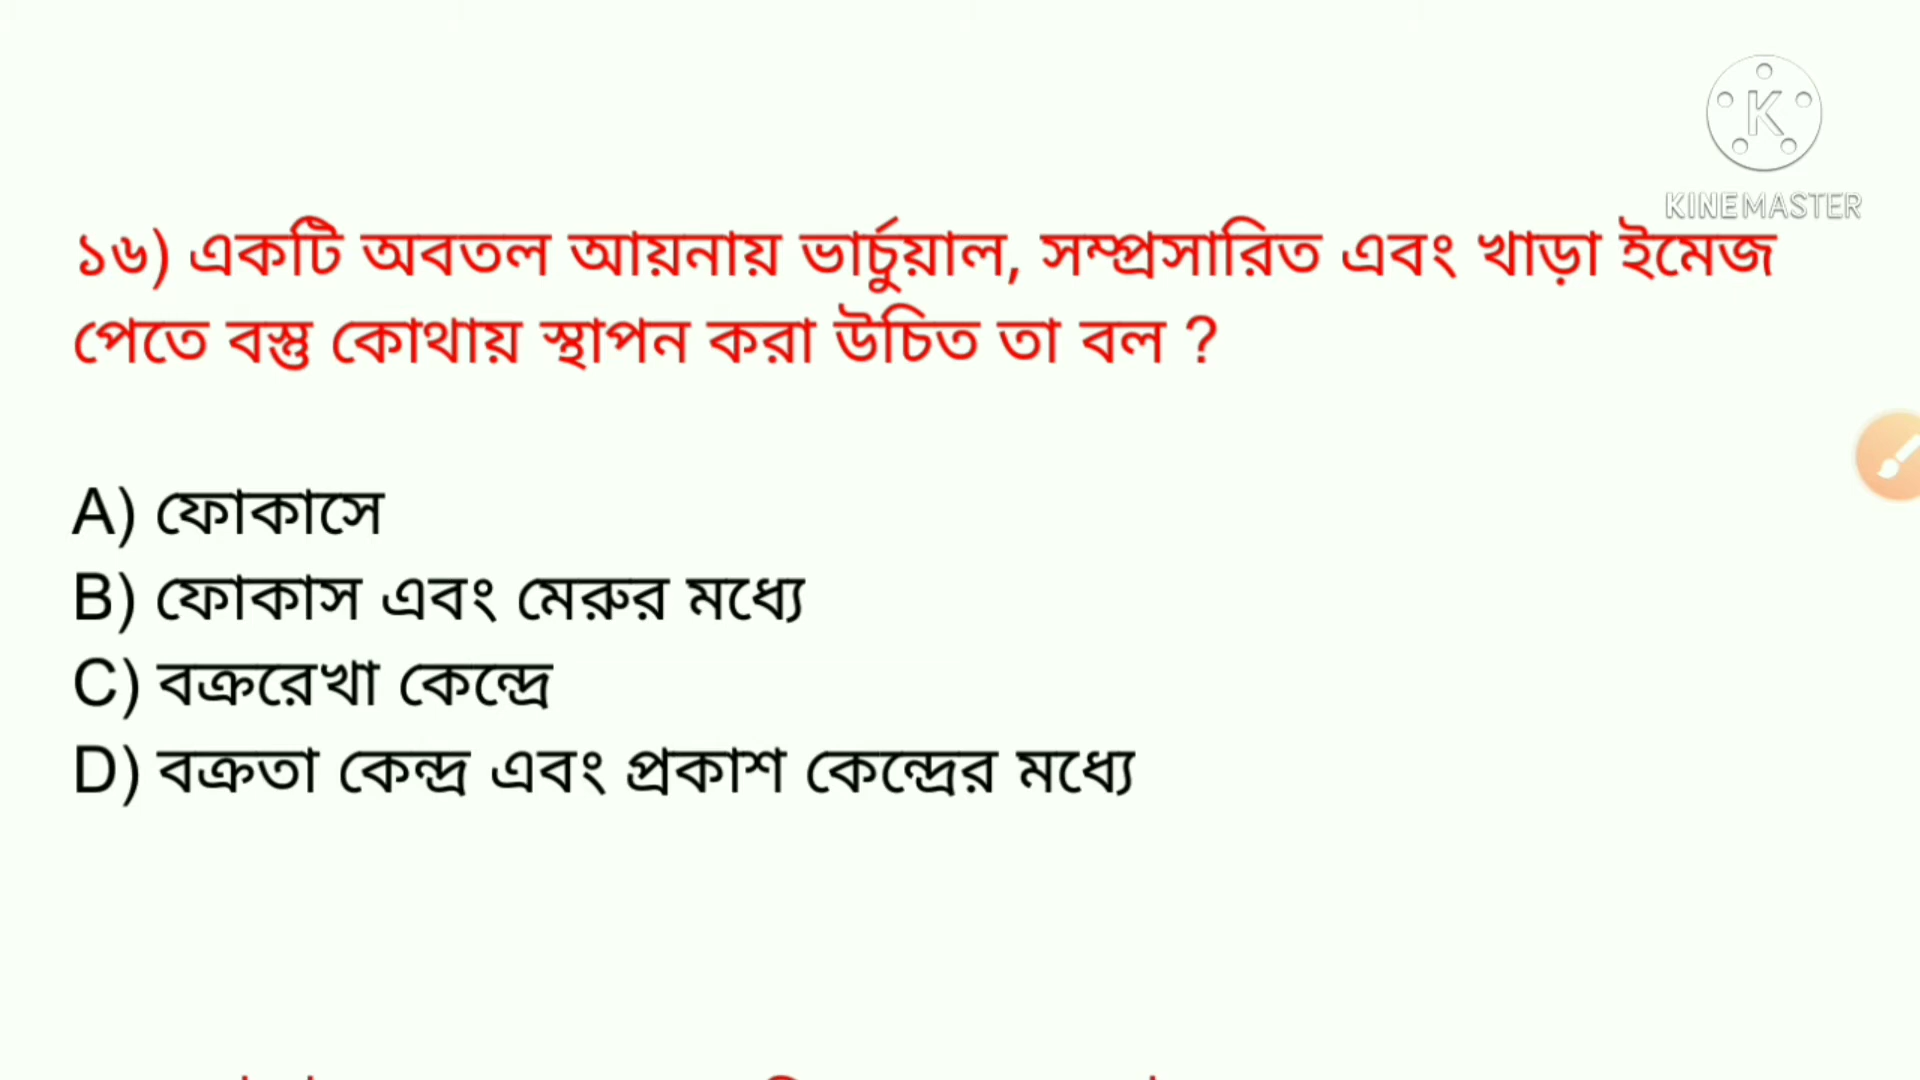 K
KINEMASTER
১৬) একটি অবতল আয়নায় ভার্চুয়াল, সম্প্রসারিত এবং খাড়া ইমেজ
পেতে বস্তু কোথায় স্থাপন করা উচিত তা বল ?
A) ফোকাসে
B) ফোকাস এবং মেরুর মধ্যে
C) বক্ররেখা কেন্দ্রে
D) বক্রতা কেন্দ্র এবং প্রকাশ কেন্দ্রের মধ্যে